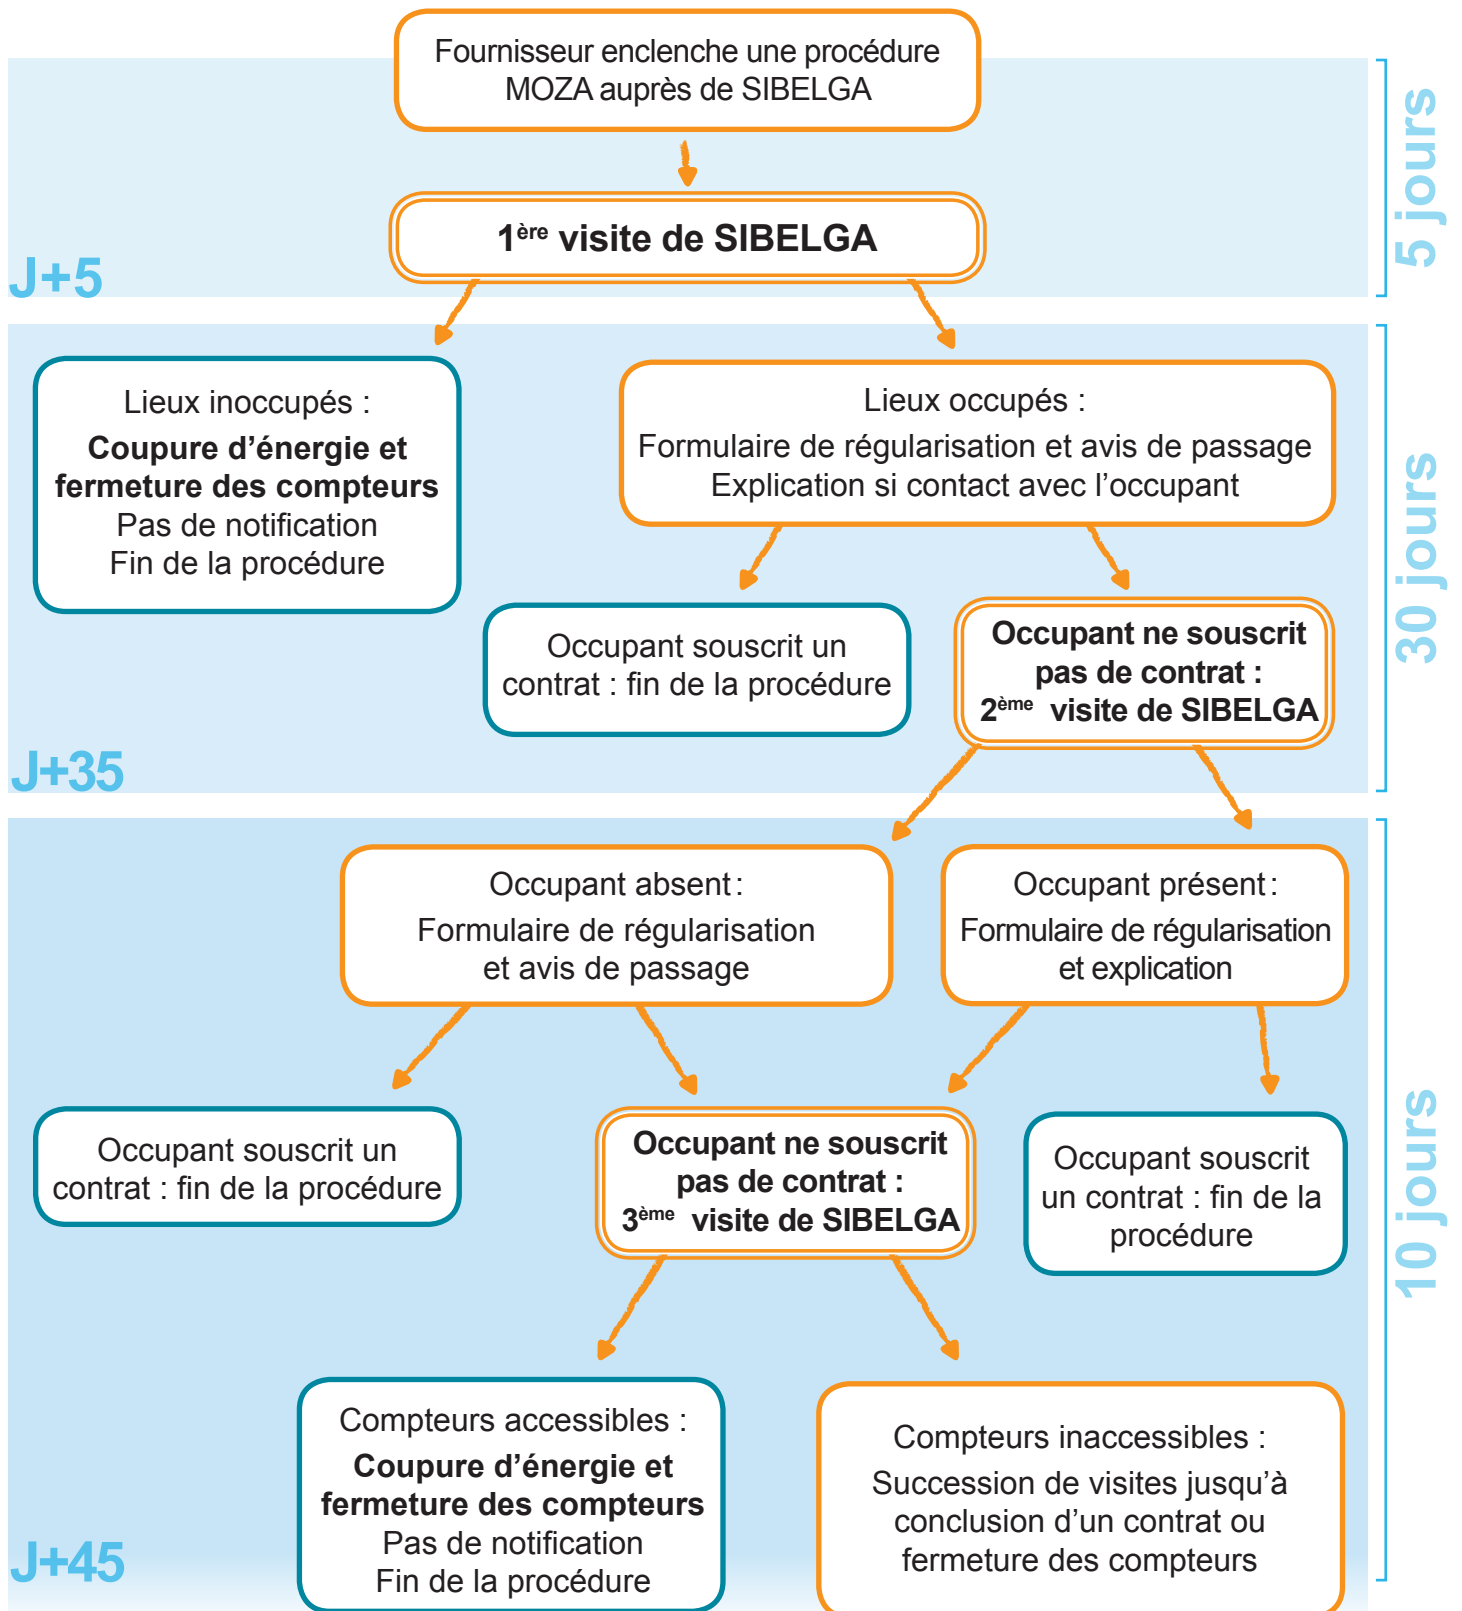 Fournisseur enclenche une procédure
MOZA auprès de SIBELGA
1ère visite de SIBELGA
J+5
5 jours
Lieux inoccupés :
Coupure d’énergie et
fermeture des compteurs
Pas de notification
Fin de la procédure
Lieux occupés :
Formulaire de régularisation et avis de passage
Explication si contact avec l’occupant
Occupant souscrit un
contrat : fin de la procédure
Occupant ne souscrit
pas de contrat :
2ème visite de SIBELGA
J+35
30 jours
Occupant absent :
Formulaire de régularisation
et avis de passage
Occupant présent :
Formulaire de régularisation
et explication
Occupant souscrit un
contrat : fin de la procédure
Occupant ne souscrit
pas de contrat :
3ème visite de SIBELGA
Occupant souscrit
un contrat : fin de la
procédure
Compteurs accessibles :
Coupure d’énergie et
fermeture des compteurs
Pas de notification
Fin de la procédure
Compteurs inaccessibles :
Succession de visites jusqu’à
conclusion d’un contrat ou
fermeture des compteurs
J+45
10 jours